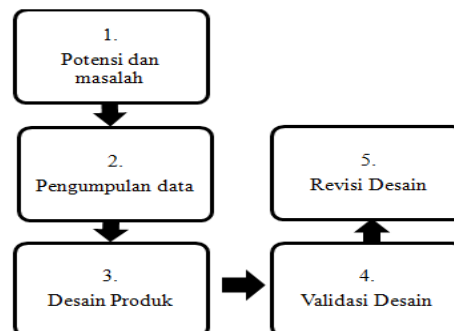 1.
Potensi dan
masalah
2.
Pengumpulan data
3.
Desain Produk
4.
Validasi Desain
5.
Revisi Desain